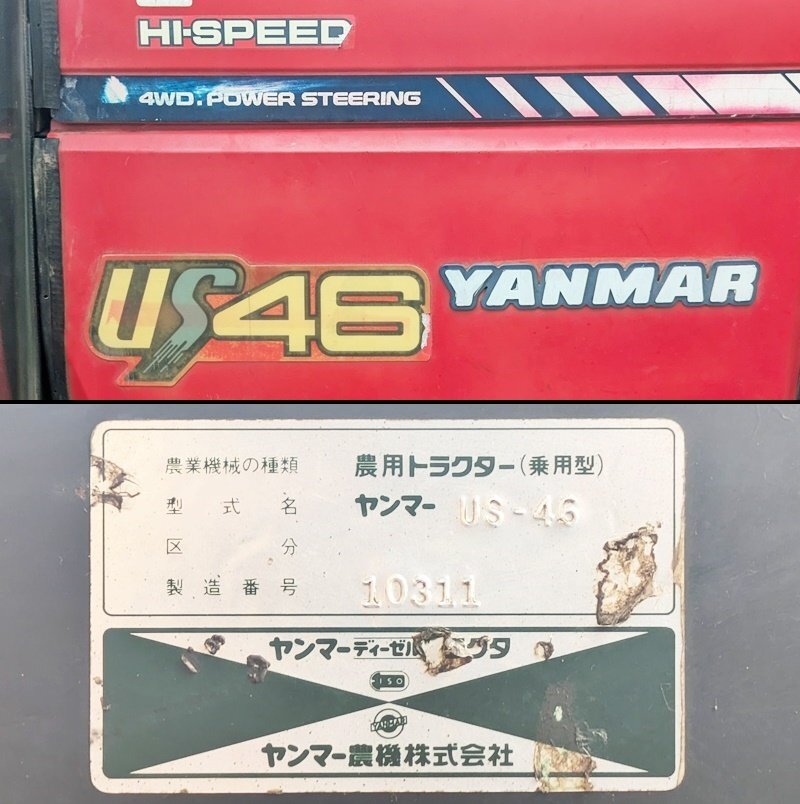 HI-SPEED
4WD. POWER STEERING
US46 YANMAR
農業機械の種類 農用トラクター(乗用型)
型式名 ヤンマー US-46
区分
製造番号 10311
ヤンマーディーゼル クタ
ISO
YANMAR
ヤンマー農機株式会社